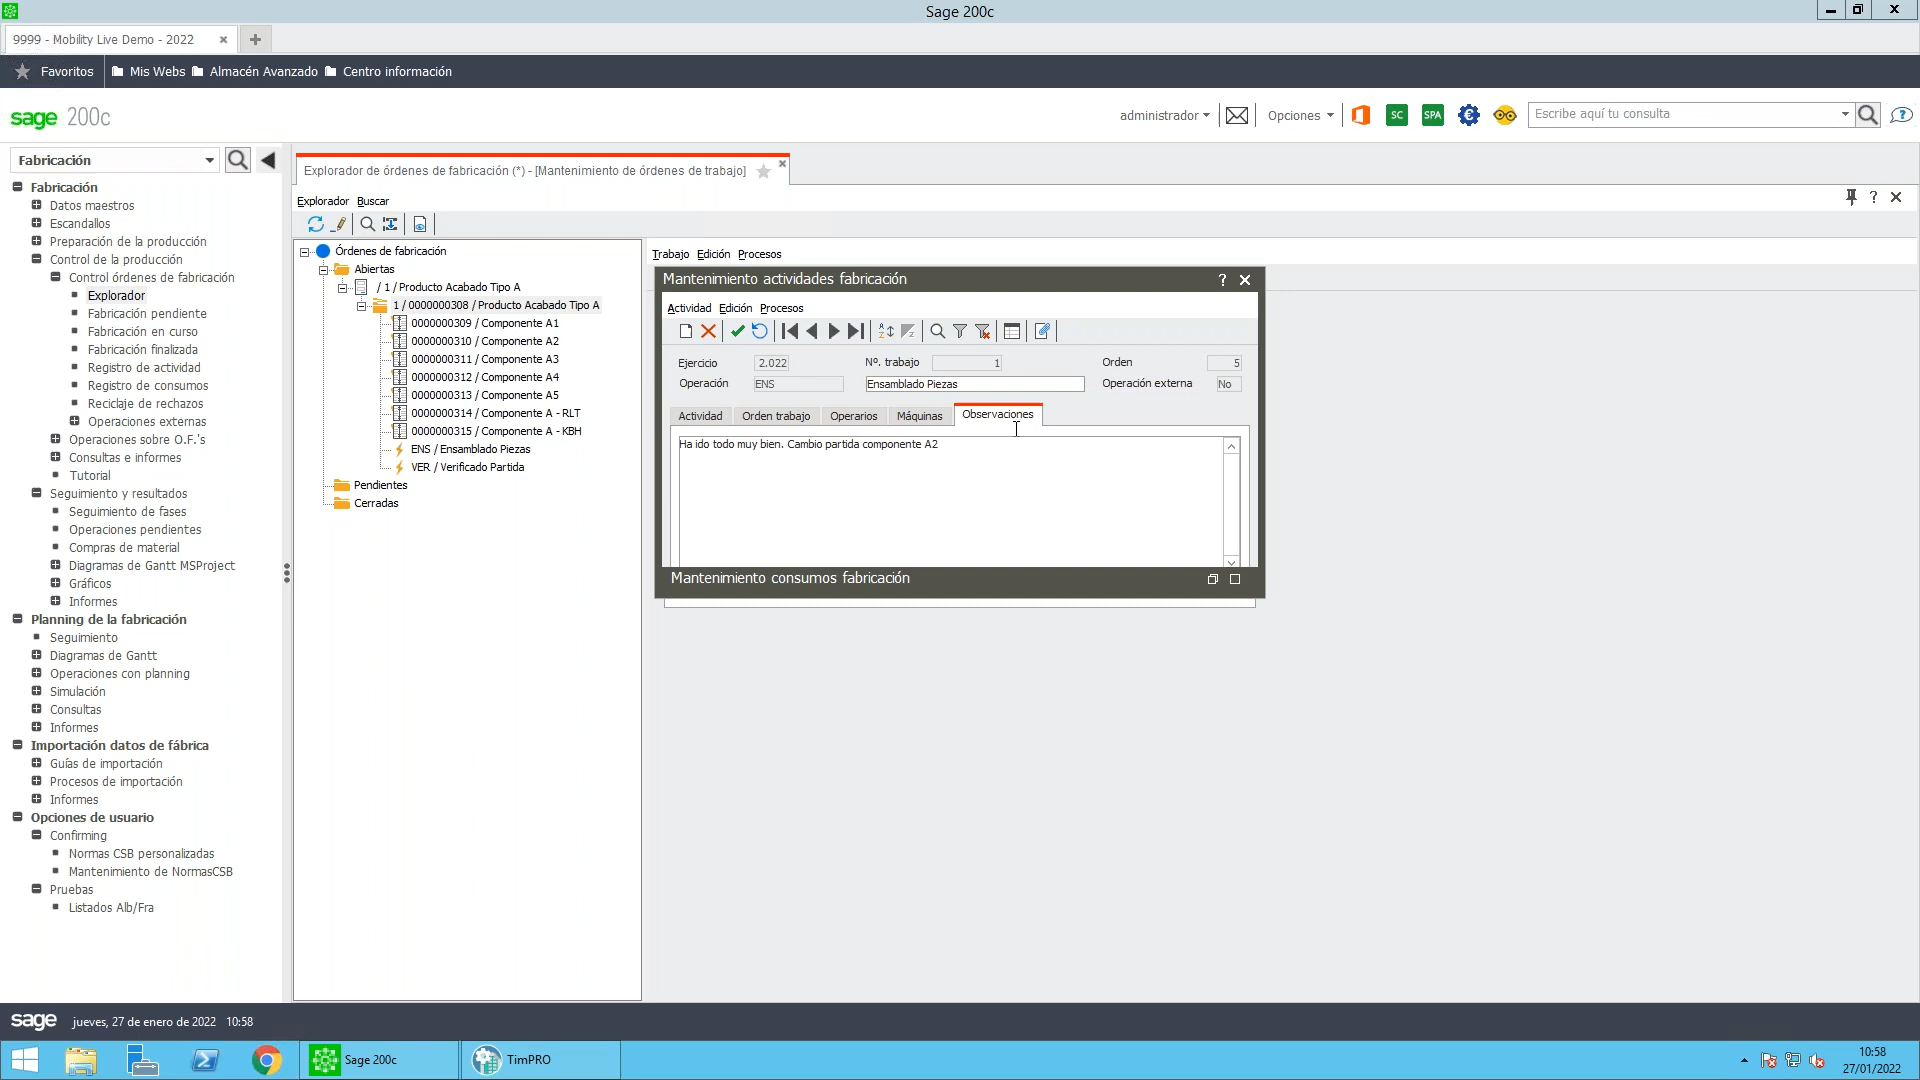 Sage 200c
9999 - Mobility Live Demo - 2022
Favoritos Mis Webs Almacén Avanzado Centro información
sage 200c
administrador Opciones SC SPA Escribe aquí tu consulta
Fabricación
Fabricación
Datos maestros
Escandallos
Preparación de la producción
Control de la producción
Control órdenes de fabricación
Explorador
Fabricación pendiente
Fabricación en curso
Fabricación finalizada
Registro de actividad
Registro de consumos
Reciclaje de rechazos
Operaciones externas
Operaciones sobre O.F.'s
Consultas e informes
Tutorial
Seguimiento y resultados
Seguimiento de fases
Operaciones pendientes
Compras de material
Diagramas de Gantt MSProject
Gráficos
Informes
Planning de la fabricación
Seguimiento
Diagramas de Gantt
Operaciones con planning
Simulación
Consultas
Informes
Importación datos de fábrica
Guías de importación
Procesos de importación
Informes
Opciones de usuario
Confirming
Normas CSB personalizadas
Mantenimiento de NormasCSB
Pruebas
Listados Alb/Fra
Explorador de órdenes de fabricación (*) - [Mantenimiento de órdenes de trabajo]
Explorador Buscar
Órdenes de fabricación
Abiertas
/ 1 / Producto Acabado Tipo A
1 / 0000000308 / Producto Acabado Tipo A
0000000309 / Componente A1
0000000310 / Componente A2
0000000311 / Componente A3
0000000312 / Componente A4
0000000313 / Componente A5
0000000314 / Componente A - RLT
0000000315 / Componente A - KBH
ENS / Ensamblado Piezas
VER / Verificado Partida
Pendientes
Cerradas
Trabajo Edición Procesos
Mantenimiento actividades fabricación
Actividad Edición Procesos
Ejercicio 2.022 Nº. trabajo 1 Orden 5
Operación ENS Ensamblado Piezas Operación externa No
Actividad Orden trabajo Operarios Máquinas Observaciones
Ha ido todo muy bien. Cambio partida componente A2
Mantenimiento consumos fabricación
sage jueves, 27 de enero de 2022 10:58
Sage 200c TimPRO
10:58
27/01/2022